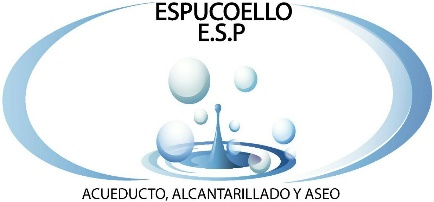 ESPUCOELLO
E.S.P
ACUEDUCTO, ALCANTARILLADO Y ASEO